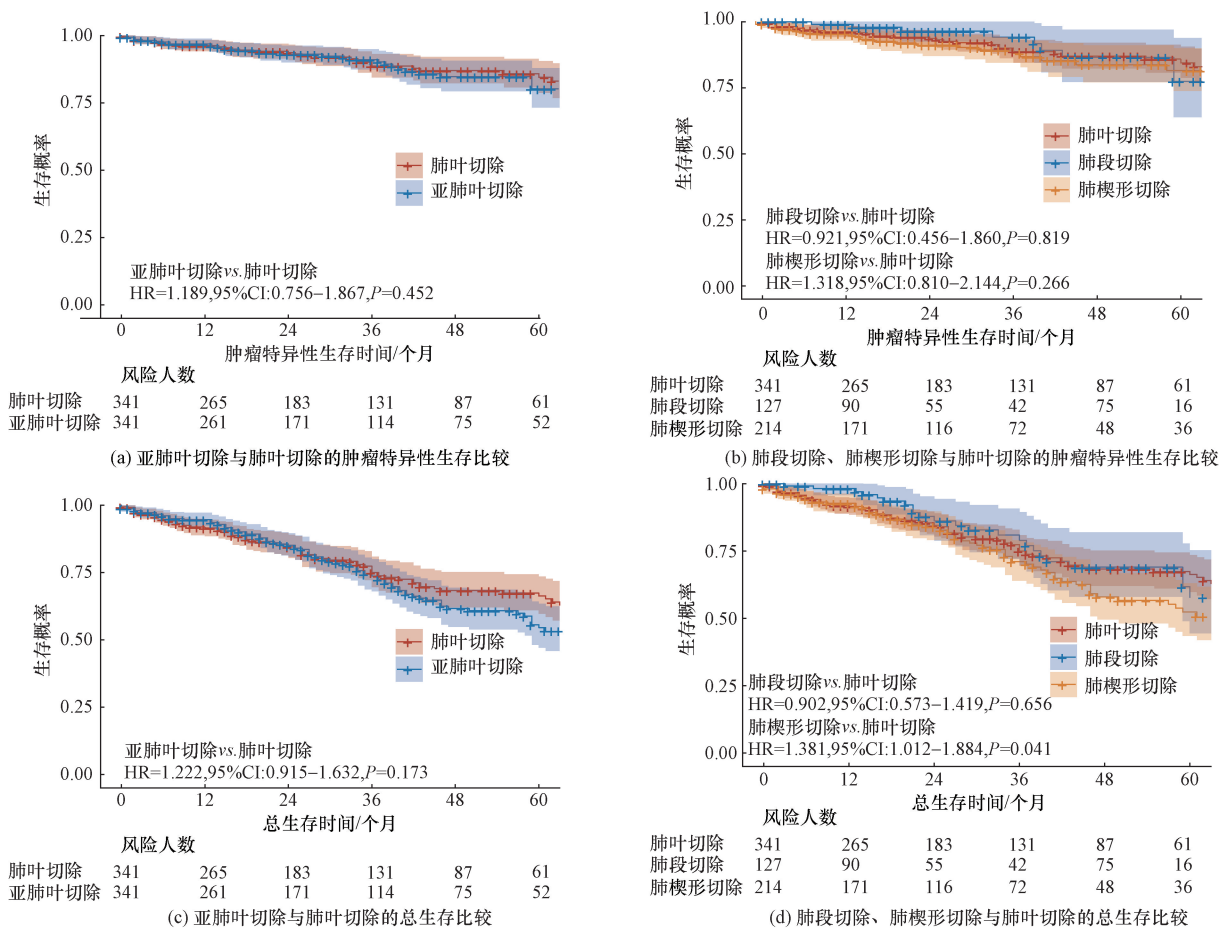 1.00
0.75
0.50
0.25
0.00
生存概率
肺叶切除
亚肺叶切除
亚肺叶切除vs.肺叶切除
HR=1.189,95%CI:0.756–1.867,P=0.452
0 12 24 36 48 60
肿瘤特异性生存时间/个月
风险人数
肺叶切除 341 265 183 131 87 61
亚肺叶切除 341 261 171 114 75 52
(a) 亚肺叶切除与肺叶切除的肿瘤特异性生存比较
1.00
0.75
0.50
0.25
0.00
生存概率
肺叶切除
肺段切除
肺楔形切除
肺段切除vs.肺叶切除
HR=0.921,95%CI:0.456–1.860,P=0.819
肺楔形切除vs.肺叶切除
HR=1.318,95%CI:0.810–2.144,P=0.266
0 12 24 36 48 60
肿瘤特异性生存时间/个月
风险人数
肺叶切除 341 265 183 131 87 61
肺段切除 127 90 55 42 75 16
肺楔形切除 214 171 116 72 48 36
(b) 肺段切除、肺楔形切除与肺叶切除的肿瘤特异性生存比较
1.00
0.75
0.50
0.25
0.00
生存概率
肺叶切除
亚肺叶切除
亚肺叶切除vs.肺叶切除
HR=1.222,95%CI:0.915–1.632,P=0.173
0 12 24 36 48 60
总生存时间/个月
风险人数
肺叶切除 341 265 183 131 87 61
亚肺叶切除 341 261 171 114 75 52
(c) 亚肺叶切除与肺叶切除的总生存比较
1.00
0.75
0.50
0.25
0.00
生存概率
肺叶切除
肺段切除
肺楔形切除
肺段切除vs.肺叶切除
HR=0.902,95%CI:0.573–1.419,P=0.656
肺楔形切除vs.肺叶切除
HR=1.381,95%CI:1.012–1.884,P=0.041
0 12 24 36 48 60
总生存时间/个月
风险人数
肺叶切除 341 265 183 131 87 61
肺段切除 127 90 55 42 75 16
肺楔形切除 214 171 116 72 48 36
(d) 肺段切除、肺楔形切除与肺叶切除的总生存比较